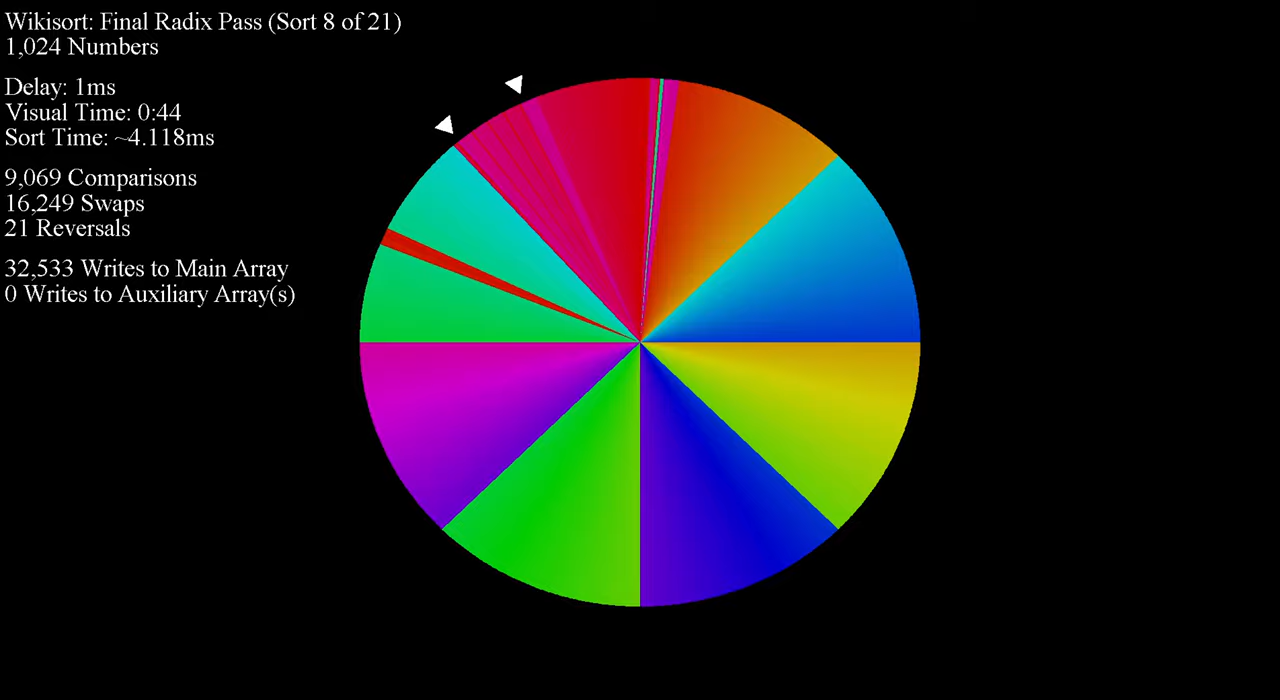 Wikisort: Final Radix Pass (Sort 8 of 21)
1,024 Numbers
Delay: 1ms
Visual Time: 0:44
Sort Time: ~4.118ms
9,069 Comparisons
16,249 Swaps
21 Reversals
32,533 Writes to Main Array
0 Writes to Auxiliary Array(s)